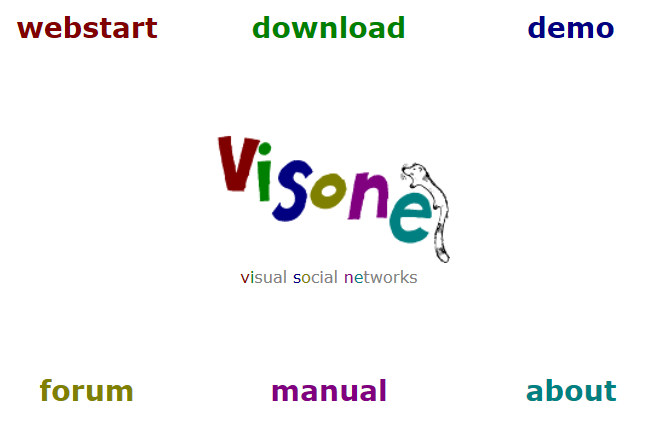 webstart download demo
Visone
visual social networks
forum manual about